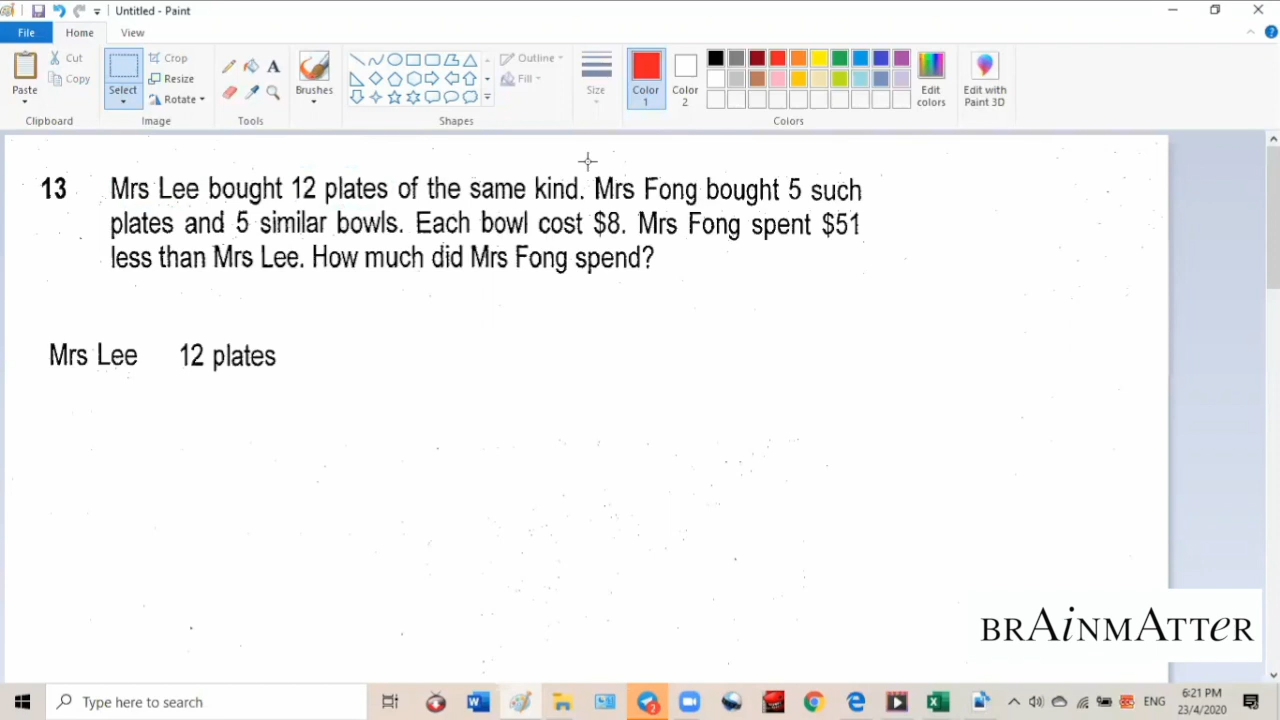 Untitled - Paint
File
Home
View
Paste
Cut
Copy
Clipboard
Select
Crop
Resize
Rotate
Image
A
Tools
Brushes
Outline
Fill
Shapes
Size
Color 1
Color 2
Edit colors
Edit with Paint 3D
Colors
13 Mrs Lee bought 12 plates of the same kind. Mrs Fong bought 5 such
plates and 5 similar bowls. Each bowl cost $8. Mrs Fong spent $51
less than Mrs Lee. How much did Mrs Fong spend?
Mrs Lee 12 plates
BRAiNMATTeR
Type here to search
2
ENG
6:21 PM
23/4/2020